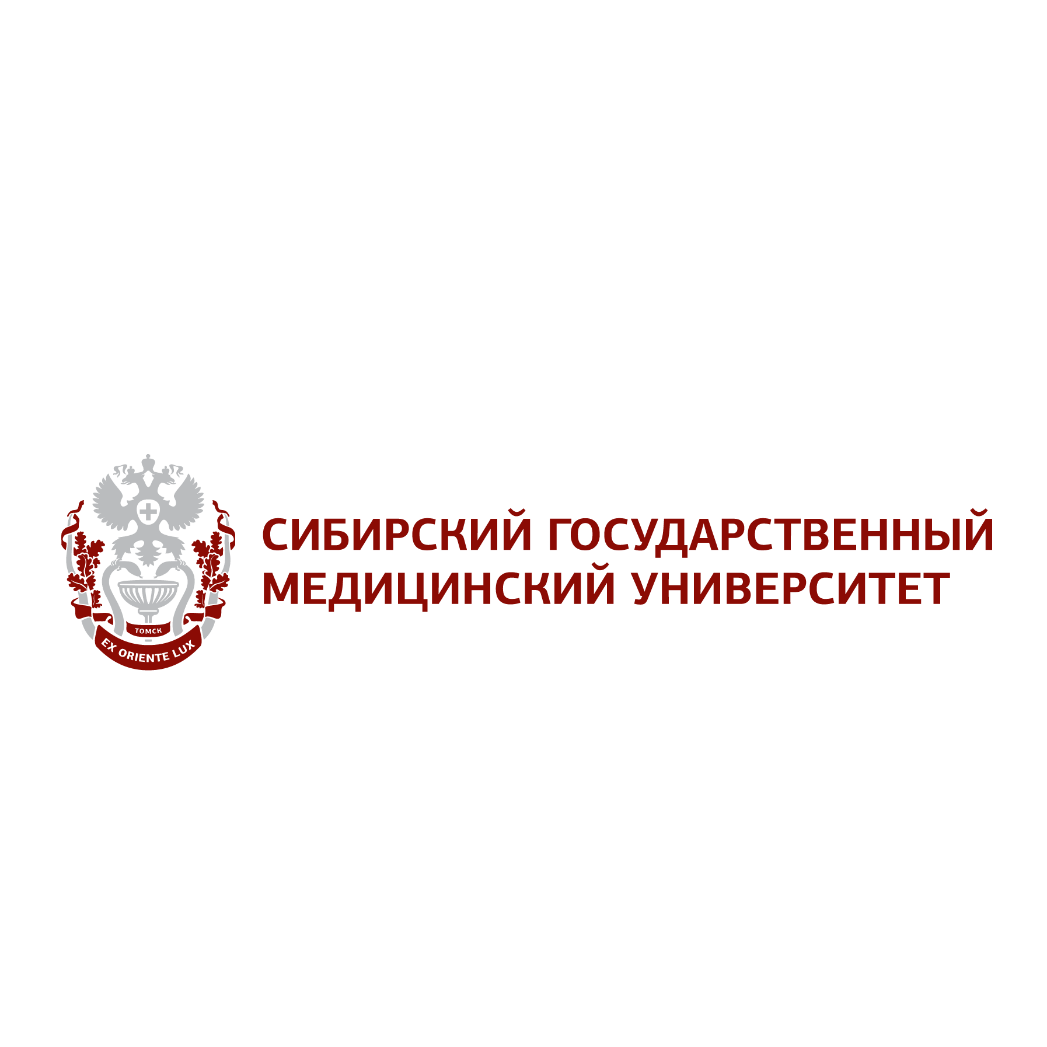 СИБИРСКИЙ ГОСУДАРСТВЕННЫЙ
МЕДИЦИНСКИЙ УНИВЕРСИТЕТ
ТОМСК
EX ORIENTE LUX